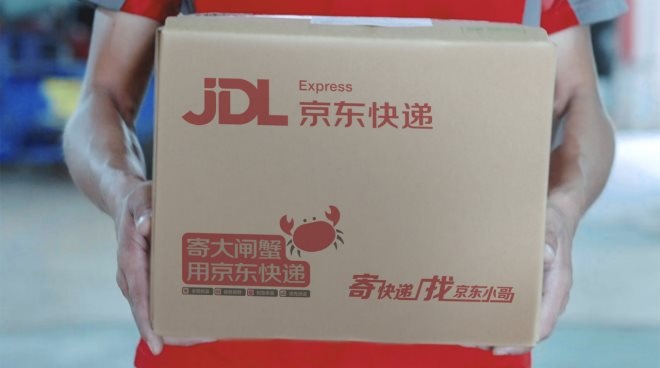 JDL
Express
京东快递
寄大闸蟹
用京东快递
寄快递 找京东小哥